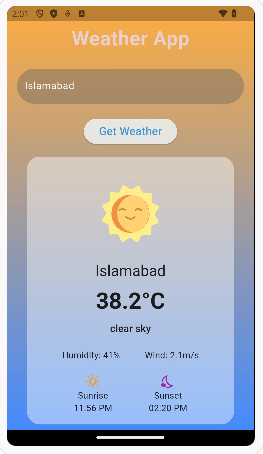 2:01
Weather App
Islamabad
Get Weather
Islamabad
38.2°C
clear sky
Humidity: 41% Wind: 2.1m/s
Sunrise Sunset
11:56 PM 02:20 PM